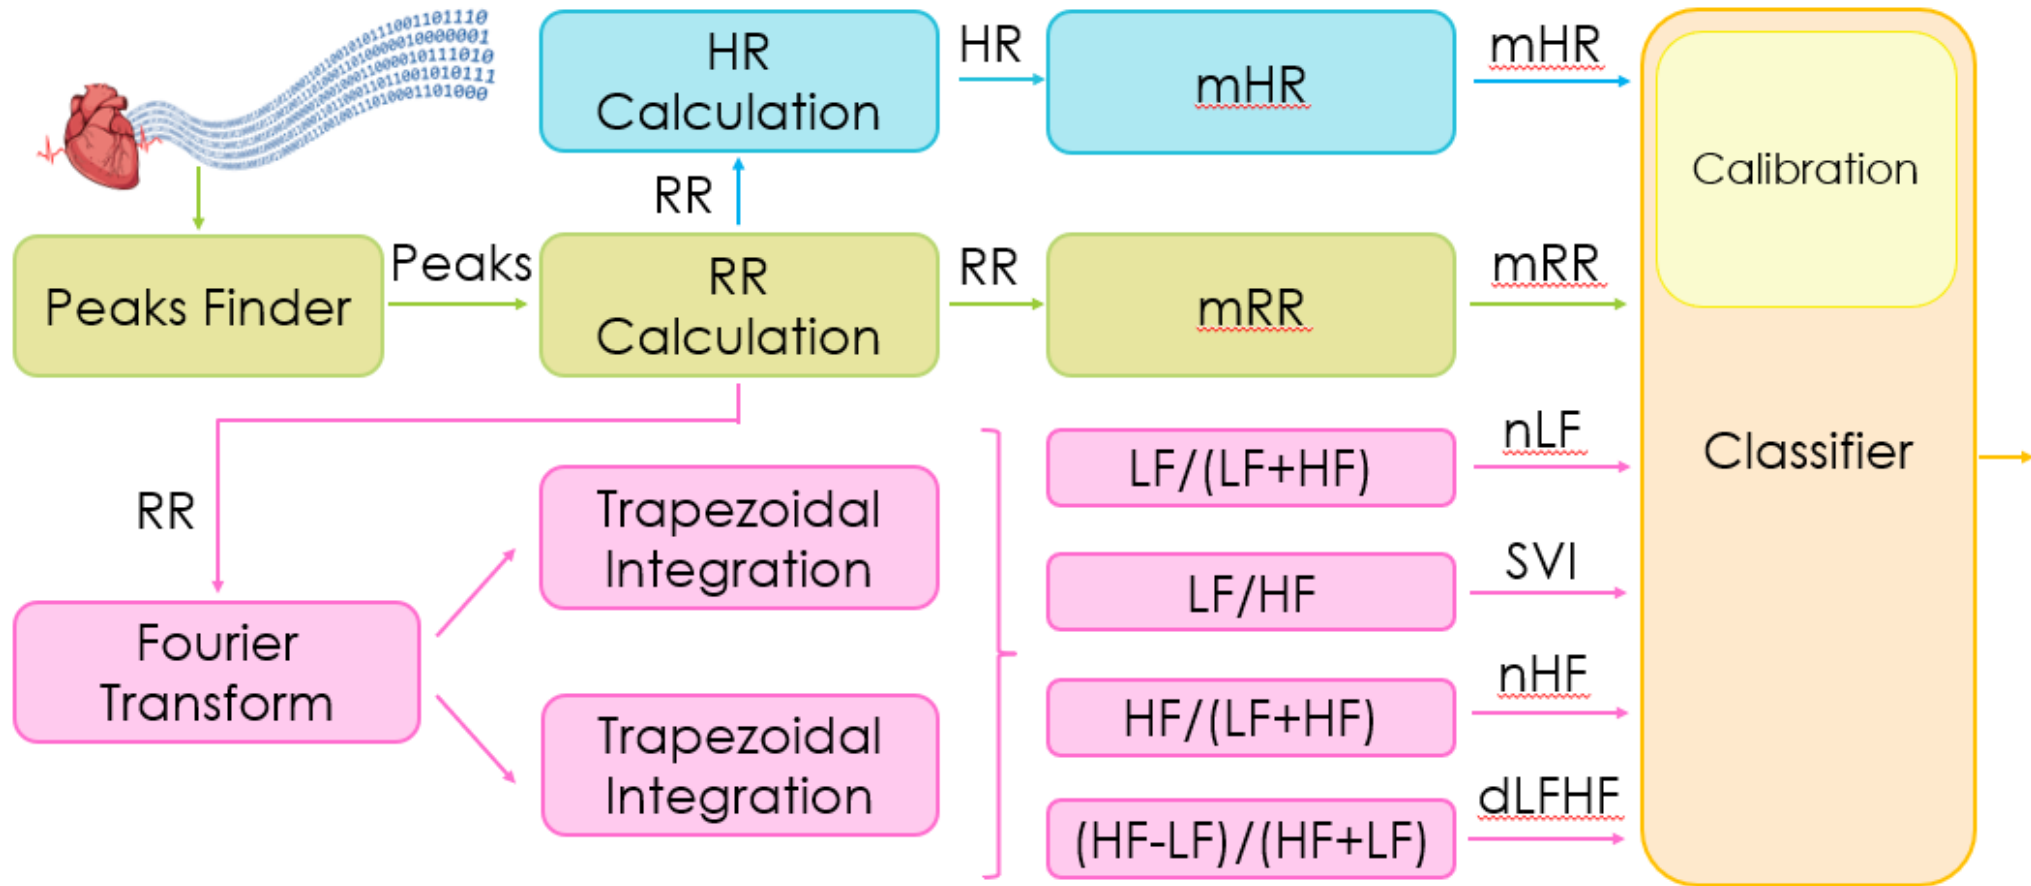 HR
Calculation
HR
mHR
mHR
Calibration
RR
Peaks Finder
Peaks
RR
Calculation
RR
mRR
mRR
Classifier
RR
Fourier
Transform
Trapezoidal
Integration
Trapezoidal
Integration
LF/(LF+HF)
nLF
LF/HF
SVI
HF/(LF+HF)
nHF
(HF-LF)/(HF+LF)
dLFHF